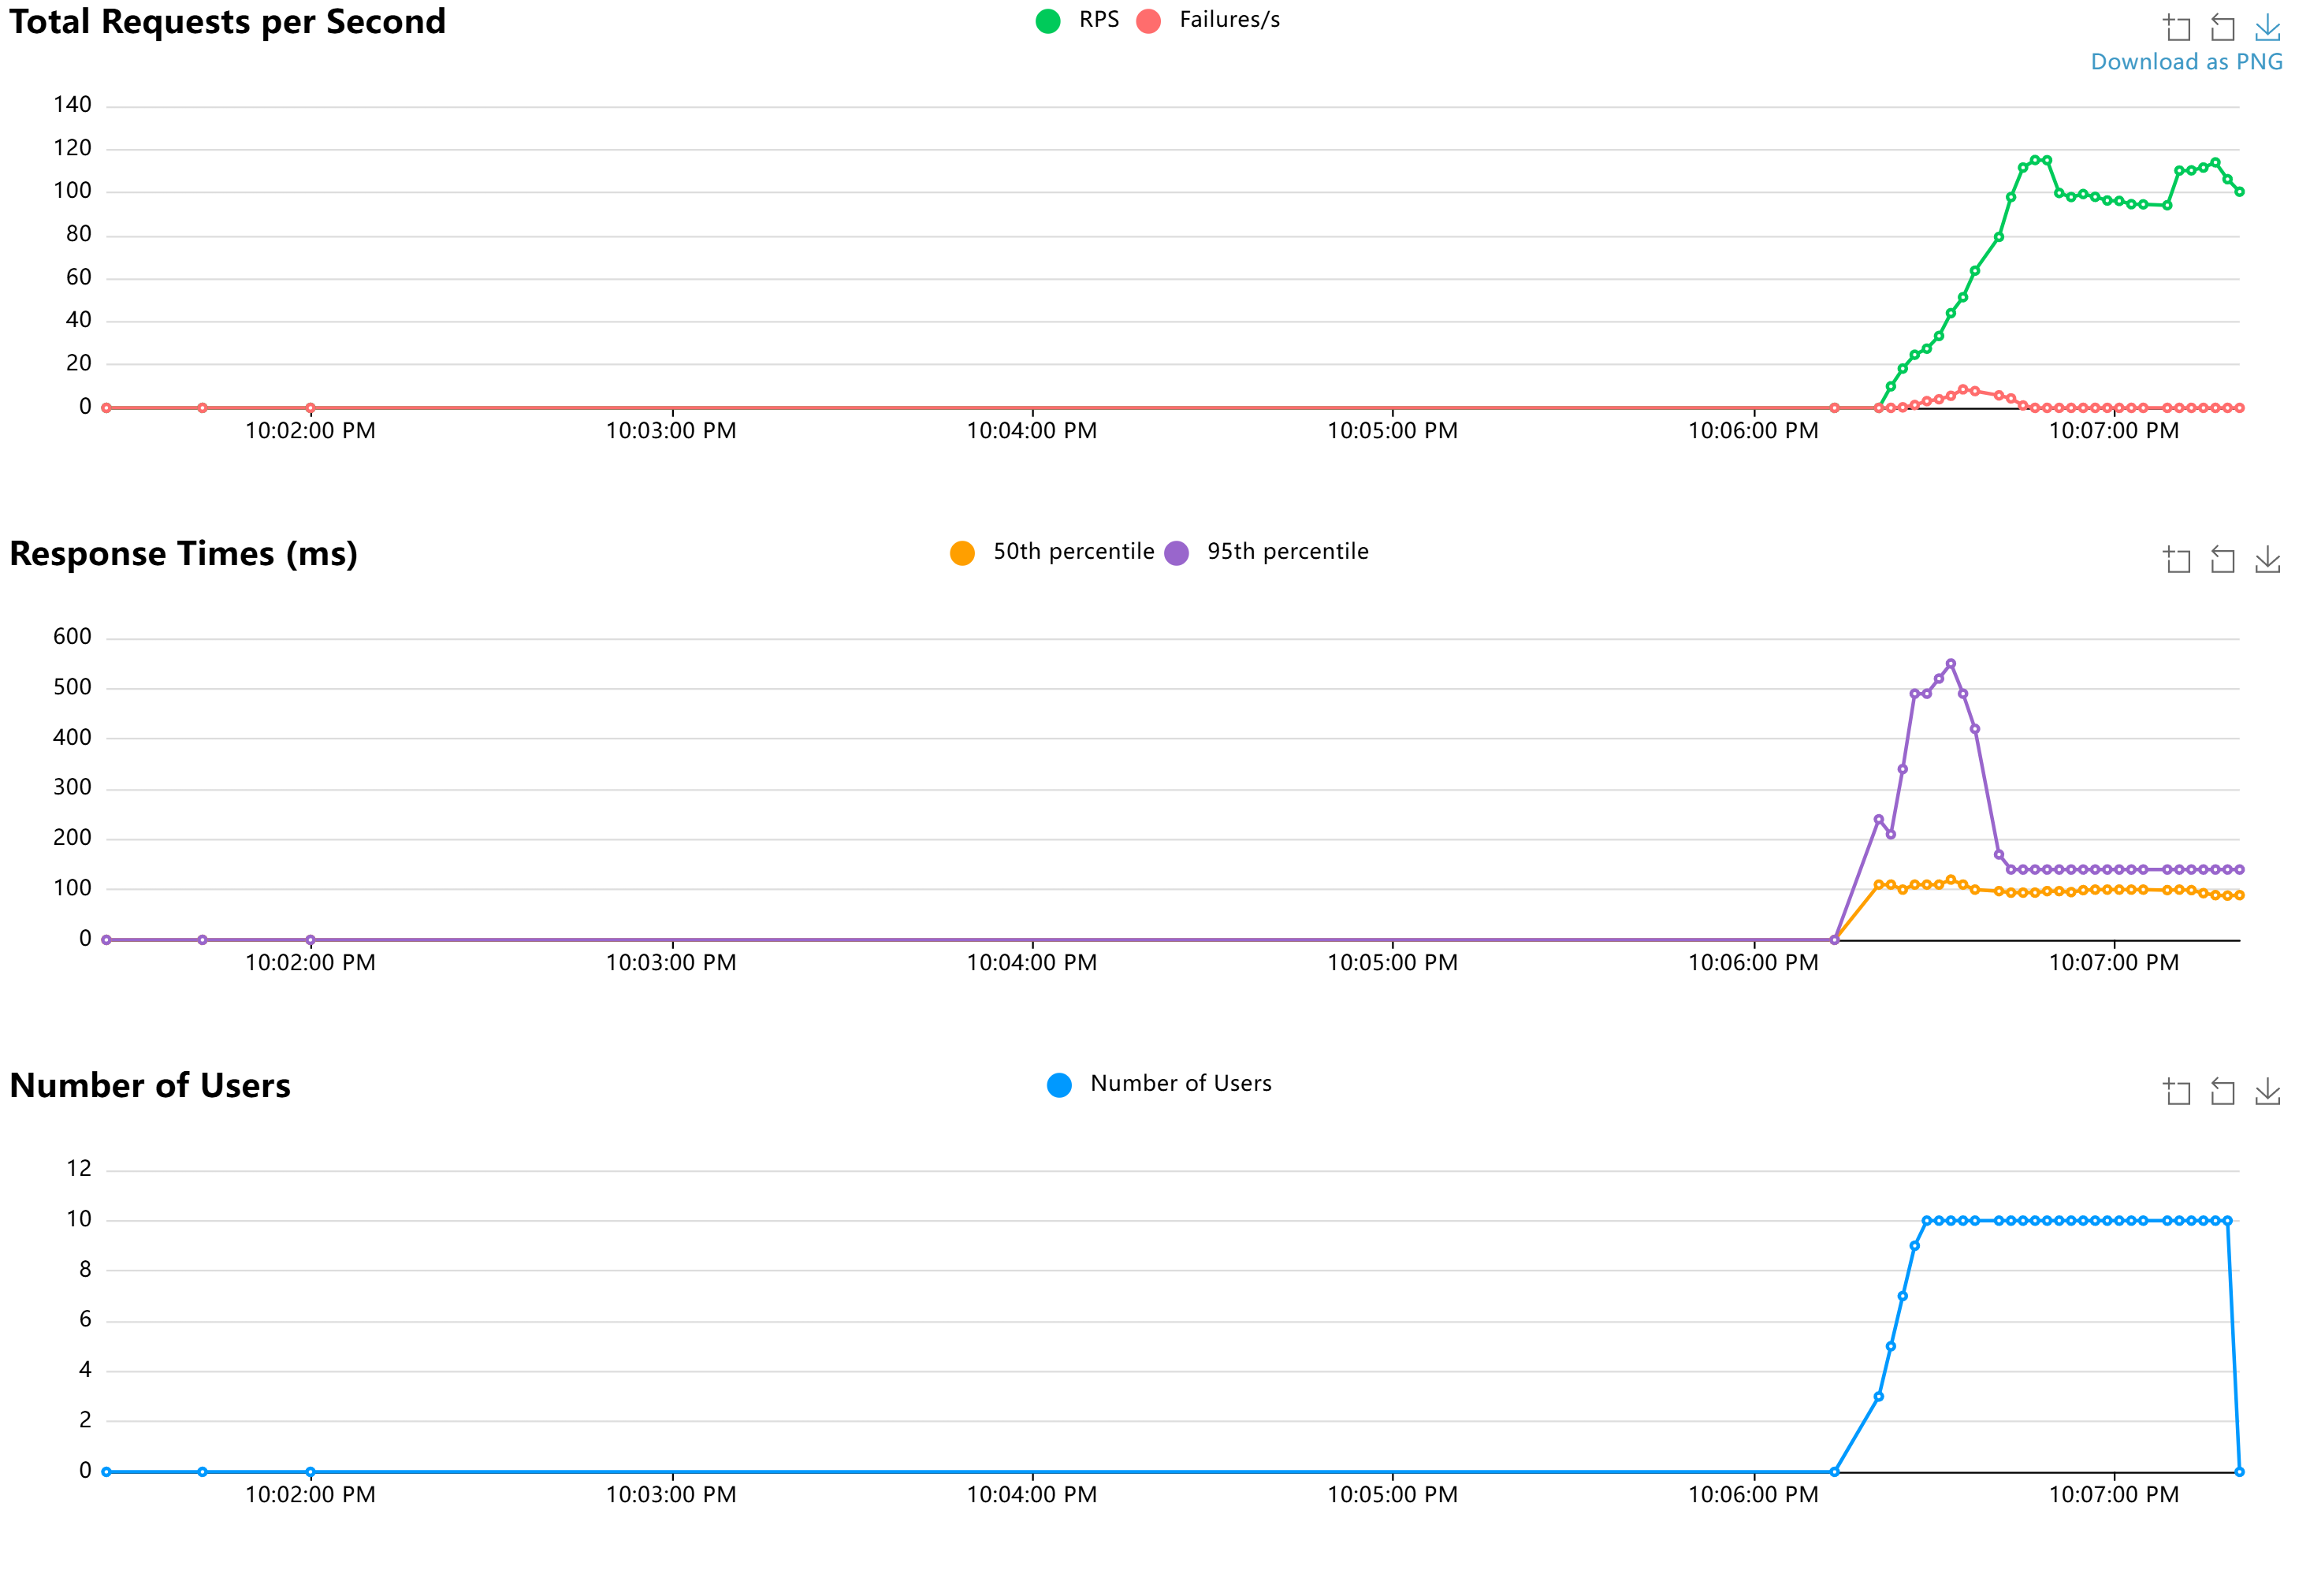 Total Requests per Second
RPS Failures/s
Download as PNG
140
120
100
80
60
40
20
0
10:02:00 PM 10:03:00 PM 10:04:00 PM 10:05:00 PM 10:06:00 PM 10:07:00 PM
Response Times (ms)
50th percentile 95th percentile
600
500
400
300
200
100
0
10:02:00 PM 10:03:00 PM 10:04:00 PM 10:05:00 PM 10:06:00 PM 10:07:00 PM
Number of Users
Number of Users
12
10
8
6
4
2
0
10:02:00 PM 10:03:00 PM 10:04:00 PM 10:05:00 PM 10:06:00 PM 10:07:00 PM